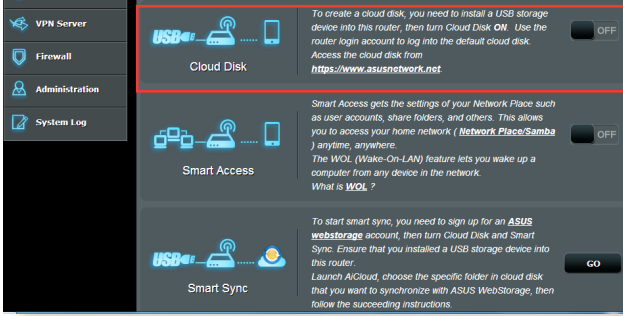 VPN Server
Firewall
Administration
System Log
USB
Cloud Disk
To create a cloud disk, you need to install a USB storage
device into this router, then turn Cloud Disk ON. Use the
router login account to log into the default cloud disk.
Access the cloud disk from
https://www.asusnetwork.net.
OFF
Smart Access
Smart Access gets the settings of your Network Place such
as user accounts, share folders, and others. This allows
you to access your home network ( Network Place/Samba
) anytime, anywhere.
The WOL (Wake-On-LAN) feature lets you wake up a
computer from any device in the network.
What is WOL ?
OFF
USB
Smart Sync
To start smart sync, you need to sign up for an ASUS
webstorage account, then turn Cloud Disk and Smart
Sync. Ensure that you installed a USB storage device into
this router.
Launch AiCloud, choose the specific folder in cloud disk
that you want to synchronize with ASUS WebStorage, then
follow the succeeding instructions.
GO